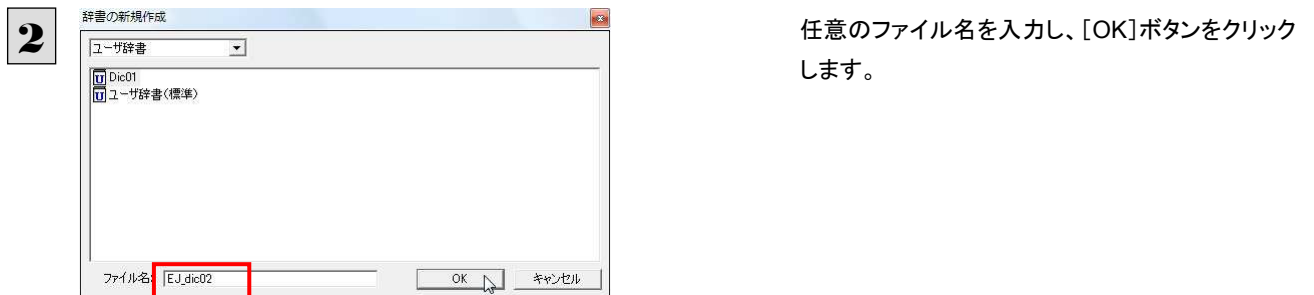 2
辞書の新規作成
ユーザ辞書
Dic01
ユーザ辞書(標準)
ファイル名: EJ_dic02
OK
キャンセル
任意のファイル名を入力し、[OK]ボタンをクリック
します。